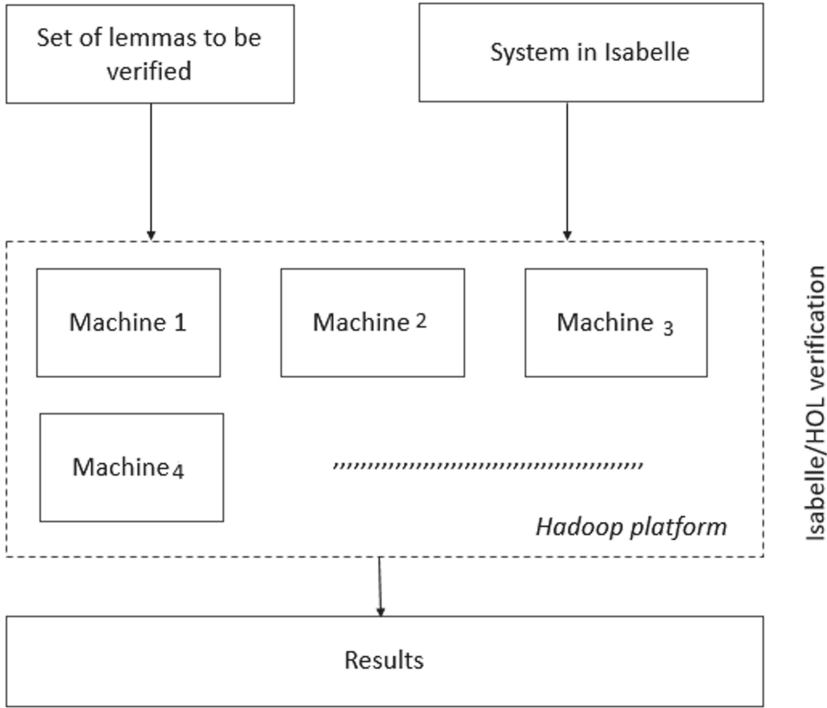 Set of lemmas to be
verified
System in Isabelle
Machine 1
Machine 2
Machine 3
Machine 4
,,,,,,,,,,,,,,,,,,,,,,,,,,,,,,,,,,,,,,,,,,,,
Hadoop platform
Isabelle/HOL verification
Results